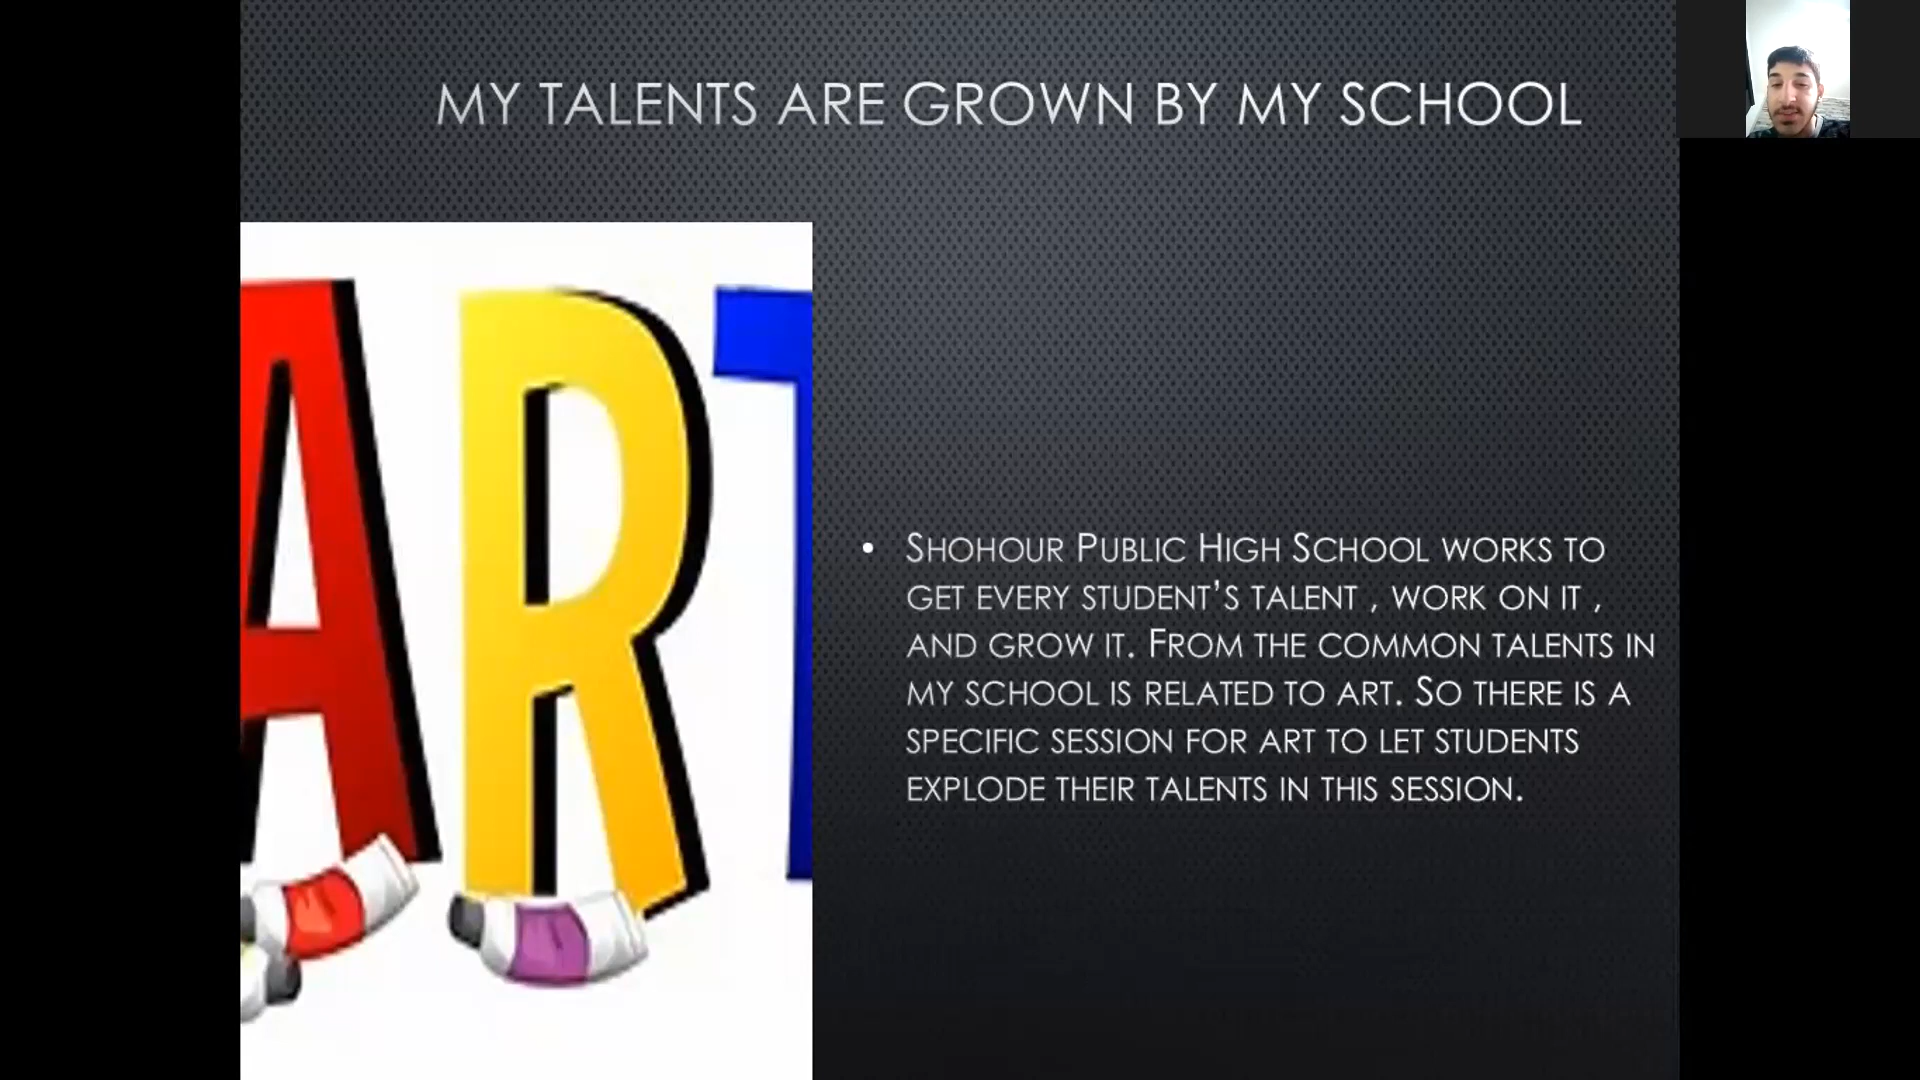 MY TALENTS ARE GROWN BY MY SCHOOL
ART
• SHOHOUR PUBLIC HIGH SCHOOL WORKS TO
GET EVERY STUDENT’S TALENT , WORK ON IT ,
AND GROW IT. FROM THE COMMON TALENTS IN
MY SCHOOL IS RELATED TO ART. SO THERE IS A
SPECIFIC SESSION FOR ART TO LET STUDENTS
EXPLODE THEIR TALENTS IN THIS SESSION.